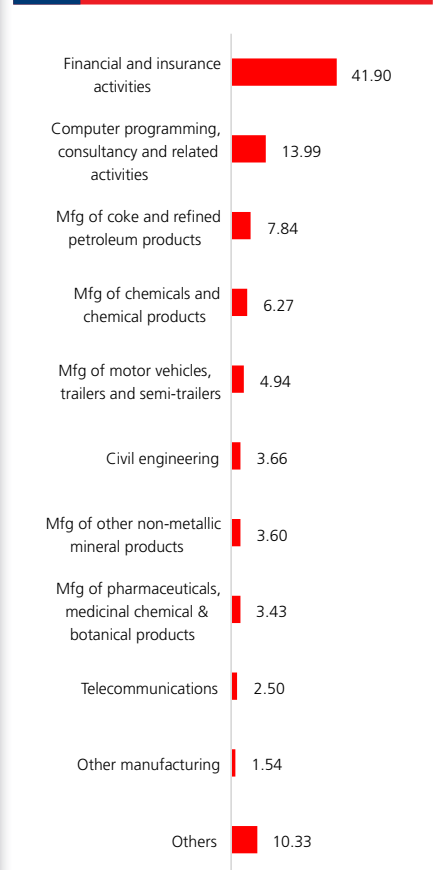 Financial and insurance
activities
41.90
Computer programming,
consultancy and related
activities
13.99
Mfg of coke and refined
petroleum products
7.84
Mfg of chemicals and
chemical products
6.27
Mfg of motor vehicles,
trailers and semi-trailers
4.94
Civil engineering
3.66
Mfg of other non-metallic
mineral products
3.60
Mfg of pharmaceuticals,
medicinal chemical &
botanical products
3.43
Telecommunications
2.50
Other manufacturing
1.54
Others
10.33